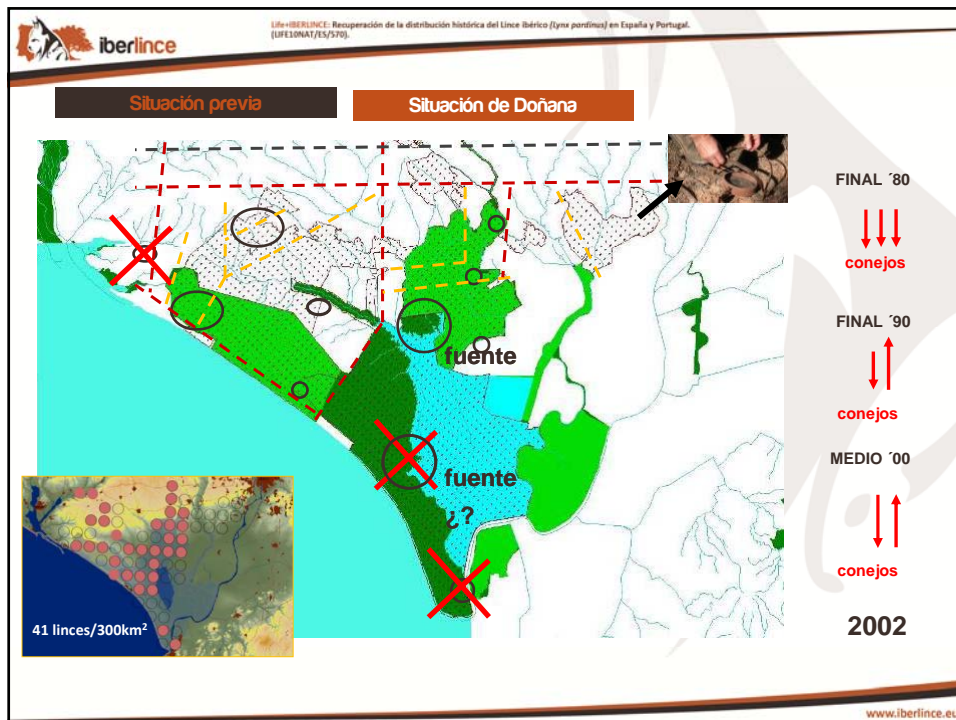 Life+IBERLINCE: Recuperación de la distribución histórica del Lince ibérico (Lynx pardinus) en España y Portugal.
(LIFE10NAT/ES/570).
iberlince
Situación previa
Situación de Doñana
FINAL ´80
conejos
FINAL ´90
conejos
MEDIO ´00
conejos
2002
fuente
fuente
¿?
41 linces/300km²
www.iberlince.eu